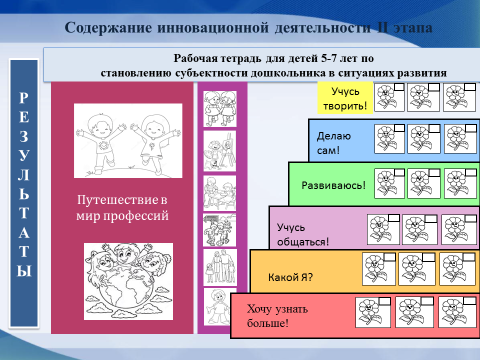 Содержание инновационной деятельности II этапа
Рабочая тетрадь для детей 5-7 лет по
становлению субъектности дошкольника в ситуациях развития
РЕЗУЛЬТАТЫ
Путешествие в
мир профессий
Учусь
творить!
Делаю
сам!
Развиваюсь!
Учусь
общаться!
Какой Я?
Хочу узнать
больше!